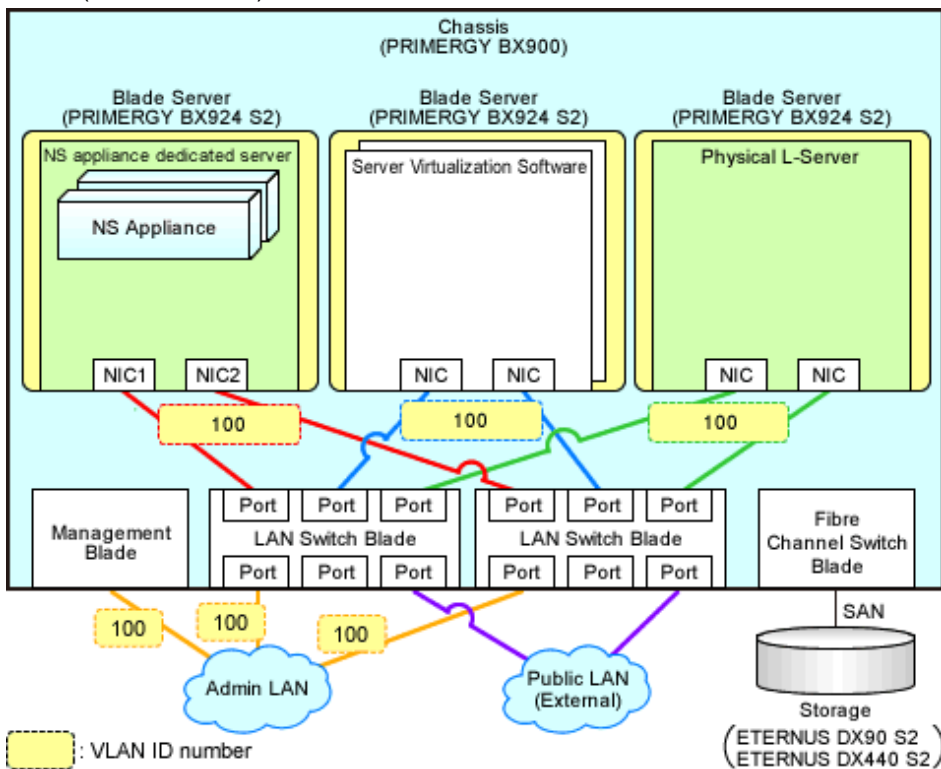 Chassis
(PRIMERGY BX900)
Blade Server
(PRIMERGY BX924 S2)
Blade Server
(PRIMERGY BX924 S2)
Blade Server
(PRIMERGY BX924 S2)
NS appliance dedicated server
NS Appliance
Server Virtualization Software
Physical L-Server
NIC1
NIC2
NIC
NIC
NIC
NIC
100
100
100
Management
Blade
Port
Port
Port
LAN Switch Blade
Port
Port
Port
Port
Port
Port
LAN Switch Blade
Port
Port
Port
Fibre
Channel Switch
Blade
100
100
100
SAN
Admin LAN
Public LAN
(External)
Storage
(ETERNUS DX90 S2
ETERNUS DX440 S2)
: VLAN ID number